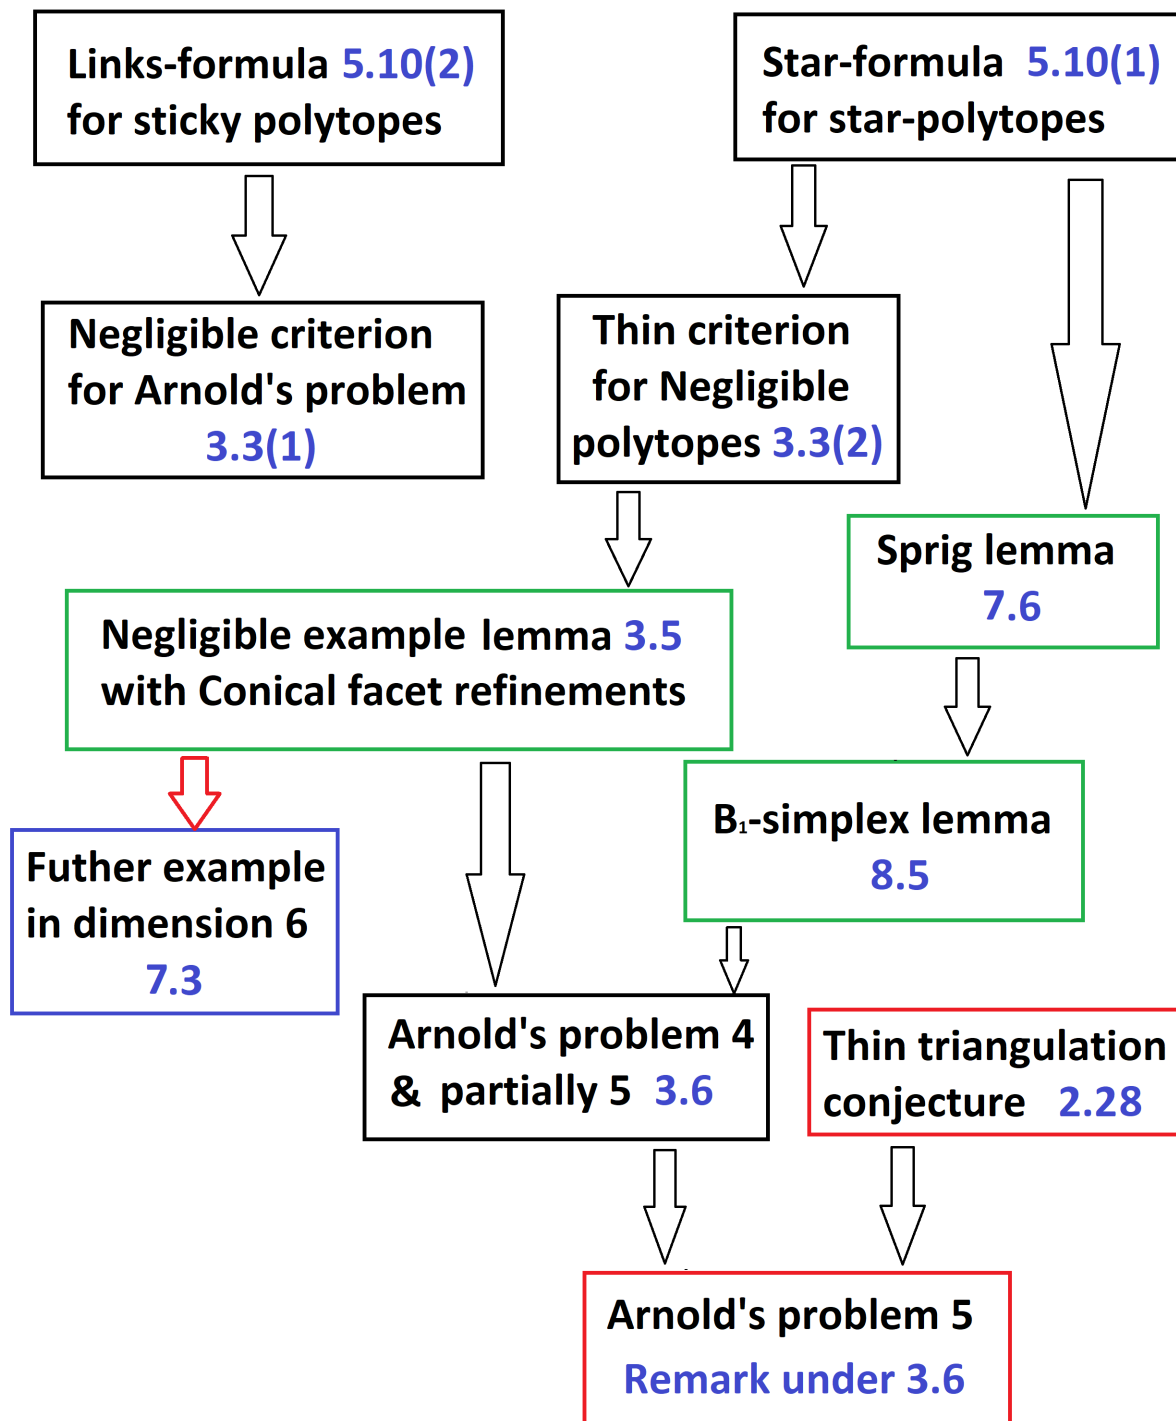 Links-formula 5.10(2)
for sticky polytopes
Star-formula 5.10(1)
for star-polytopes
Negligible criterion
for Arnold's problem
3.3(1)
Thin criterion
for Negligible
polytopes 3.3(2)
Sprig lemma
7.6
Negligible example lemma 3.5
with Conical facet refinements
B₁-simplex lemma
8.5
Futher example
in dimension 6
7.3
Arnold's problem 4
& partially 5 3.6
Thin triangulation
conjecture 2.28
Arnold's problem 5
Remark under 3.6